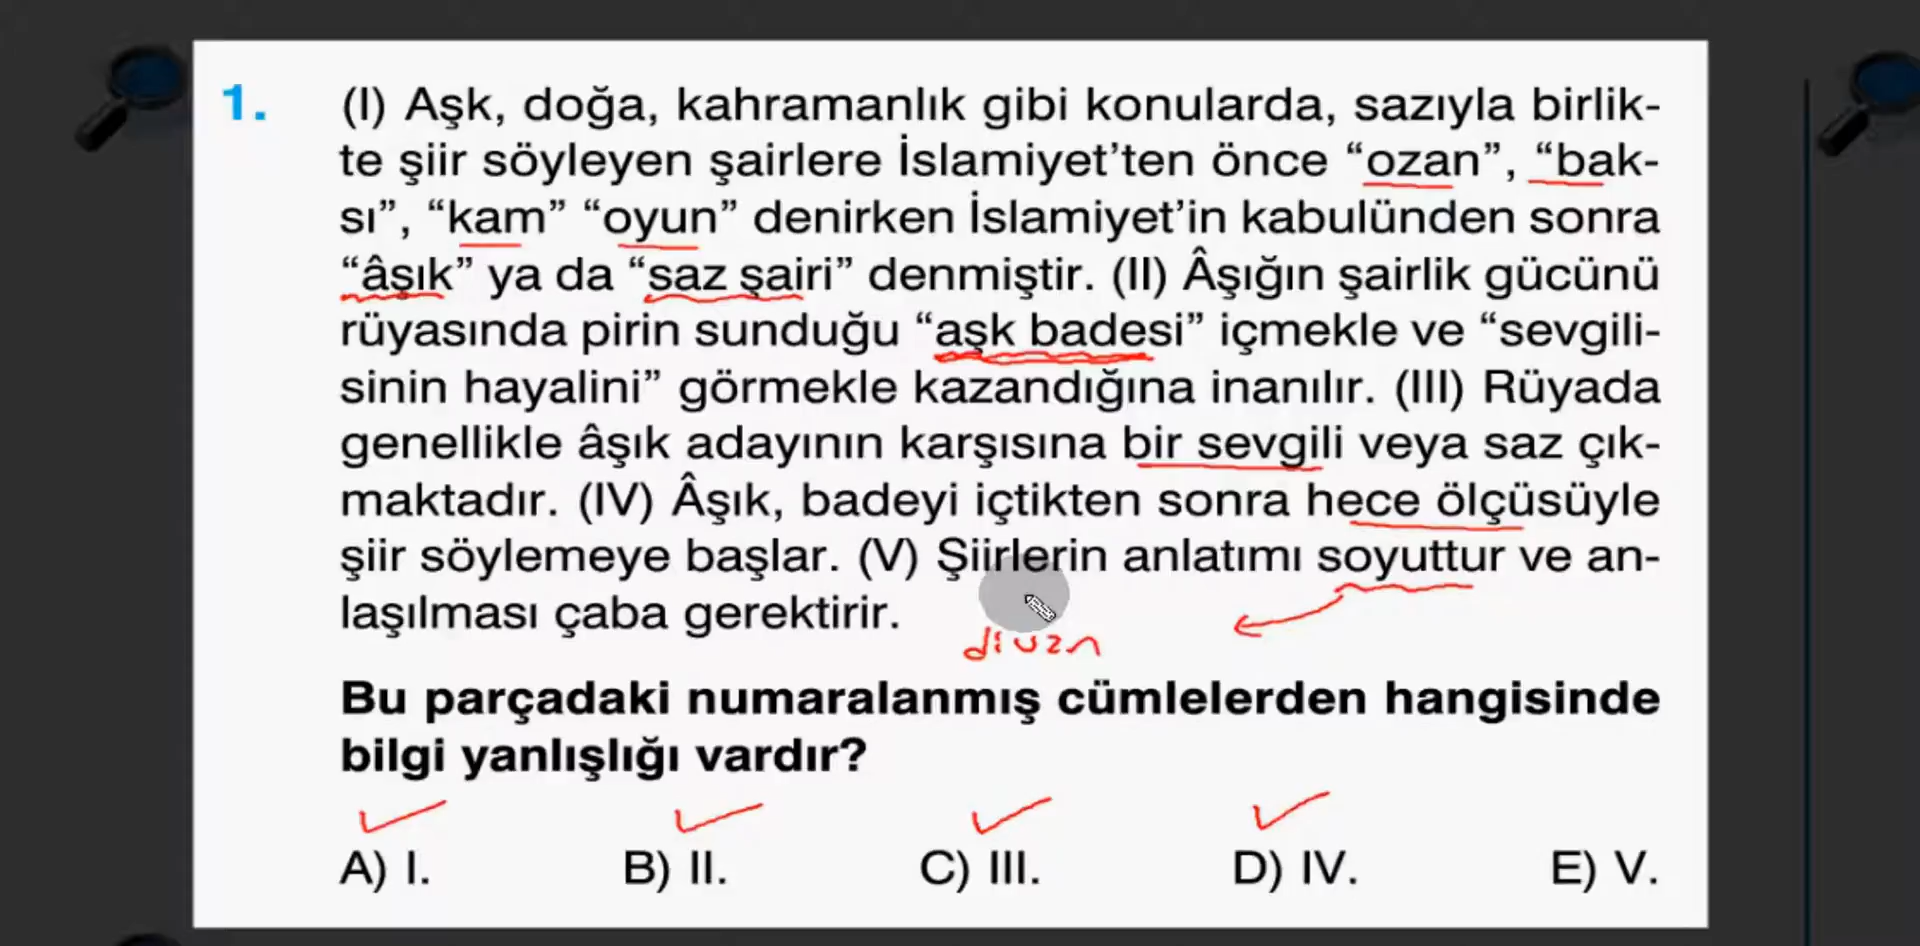 1. (I) Aşk, doğa, kahramanlık gibi konularda, sazıyla birlik-
te şiir söyleyen şairlere İslamiyet’ten önce “ozan”, “bak-
sı”, “kam” “oyun” denirken İslamiyet’in kabulünden sonra
“âşık” ya da “saz şairi” denmiştir. (II) Âşığın şairlik gücünü
rüyasında pirin sunduğu “aşk badesi” içmekle ve “sevgili-
sinin hayalini” görmekle kazandığına inanılır. (III) Rüyada
genellikle âşık adayının karşısına bir sevgili veya saz çık-
maktadır. (IV) Âşık, badeyi içtikten sonra hece ölçüsüyle
şiir söylemeye başlar. (V) Şiirlerin anlatımı soyuttur ve an-
laşılması çaba gerektirir.
divan
Bu parçadaki numaralanmış cümlelerden hangisinde
bilgi yanlışlığı vardır?
A) I. B) II. C) III. D) IV. E) V.